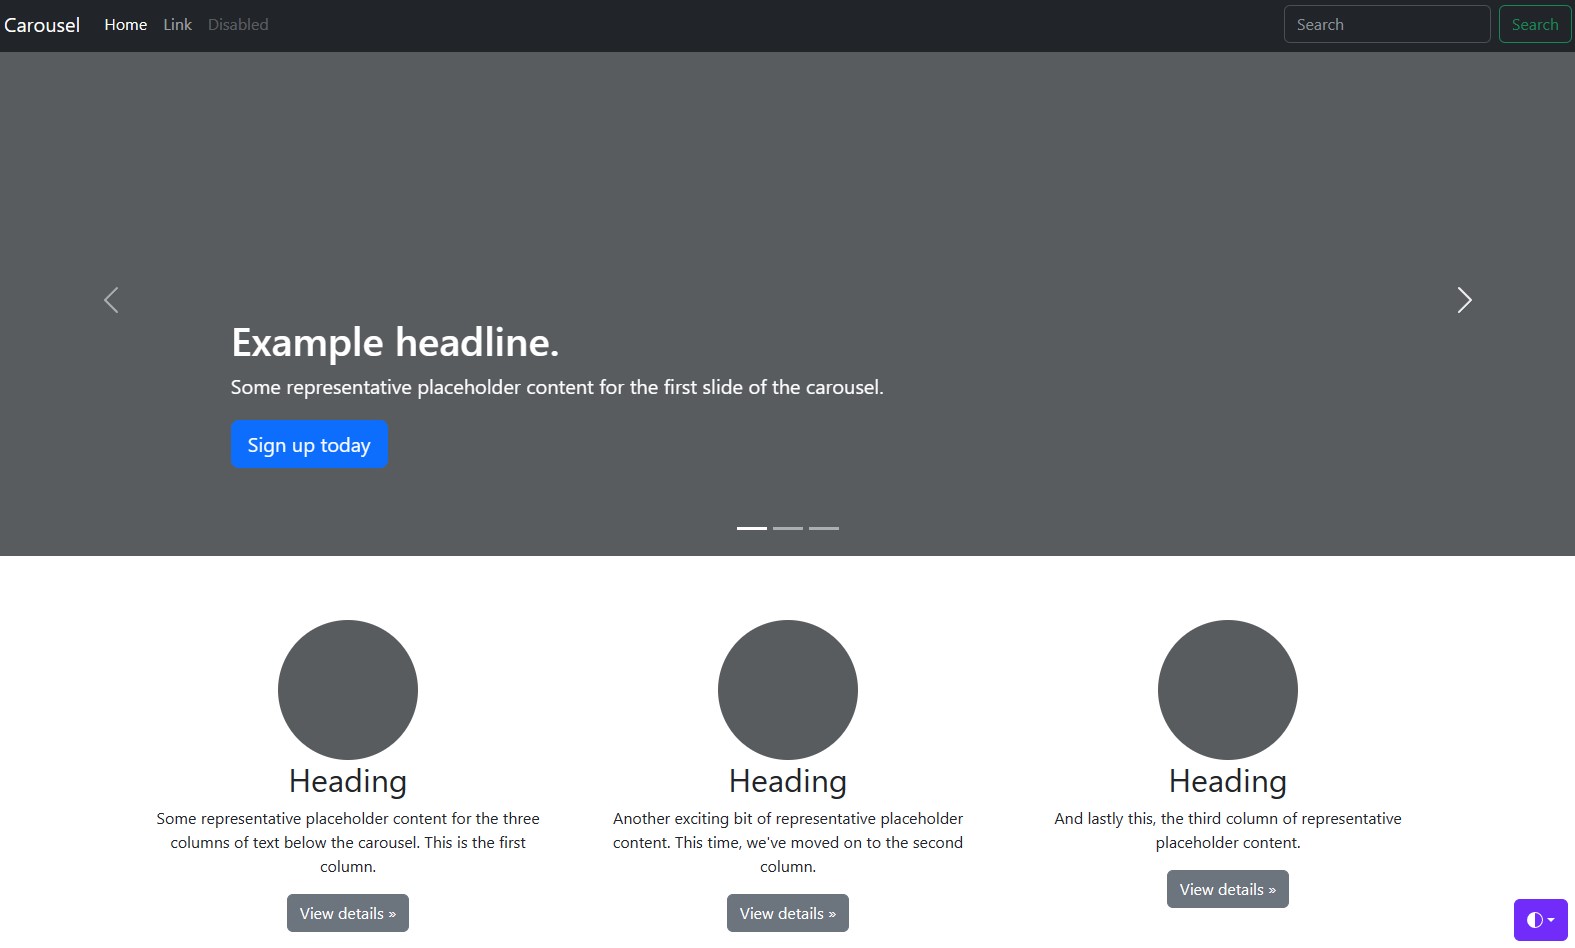 Carousel Home Link Disabled Search Search
Example headline.
Some representative placeholder content for the first slide of the carousel.
Sign up today
Heading
Some representative placeholder content for the three
columns of text below the carousel. This is the first
column.
View details »
Heading
Another exciting bit of representative placeholder
content. This time, we've moved on to the second
column.
View details »
Heading
And lastly this, the third column of representative
placeholder content.
View details »